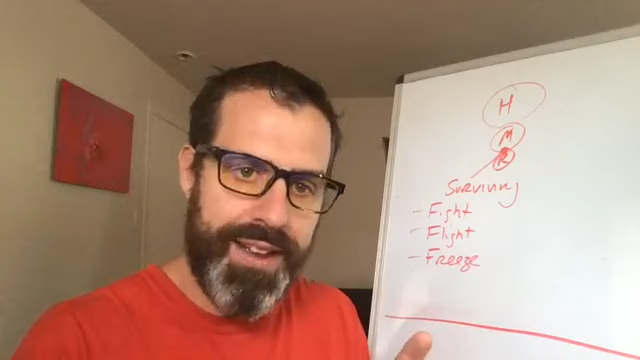 H
M
R
Surviving
- Fight
- Flight
- Freeze